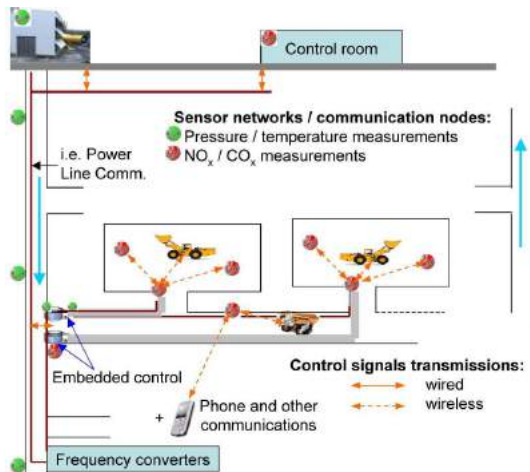 Control room
Sensor networks / communication nodes:
Pressure / temperature measurements
NOx / COx measurements
i.e. Power
Line Comm.
Embedded control
Control signals transmissions:
wired
wireless
+
Phone and other
communications
Frequency converters